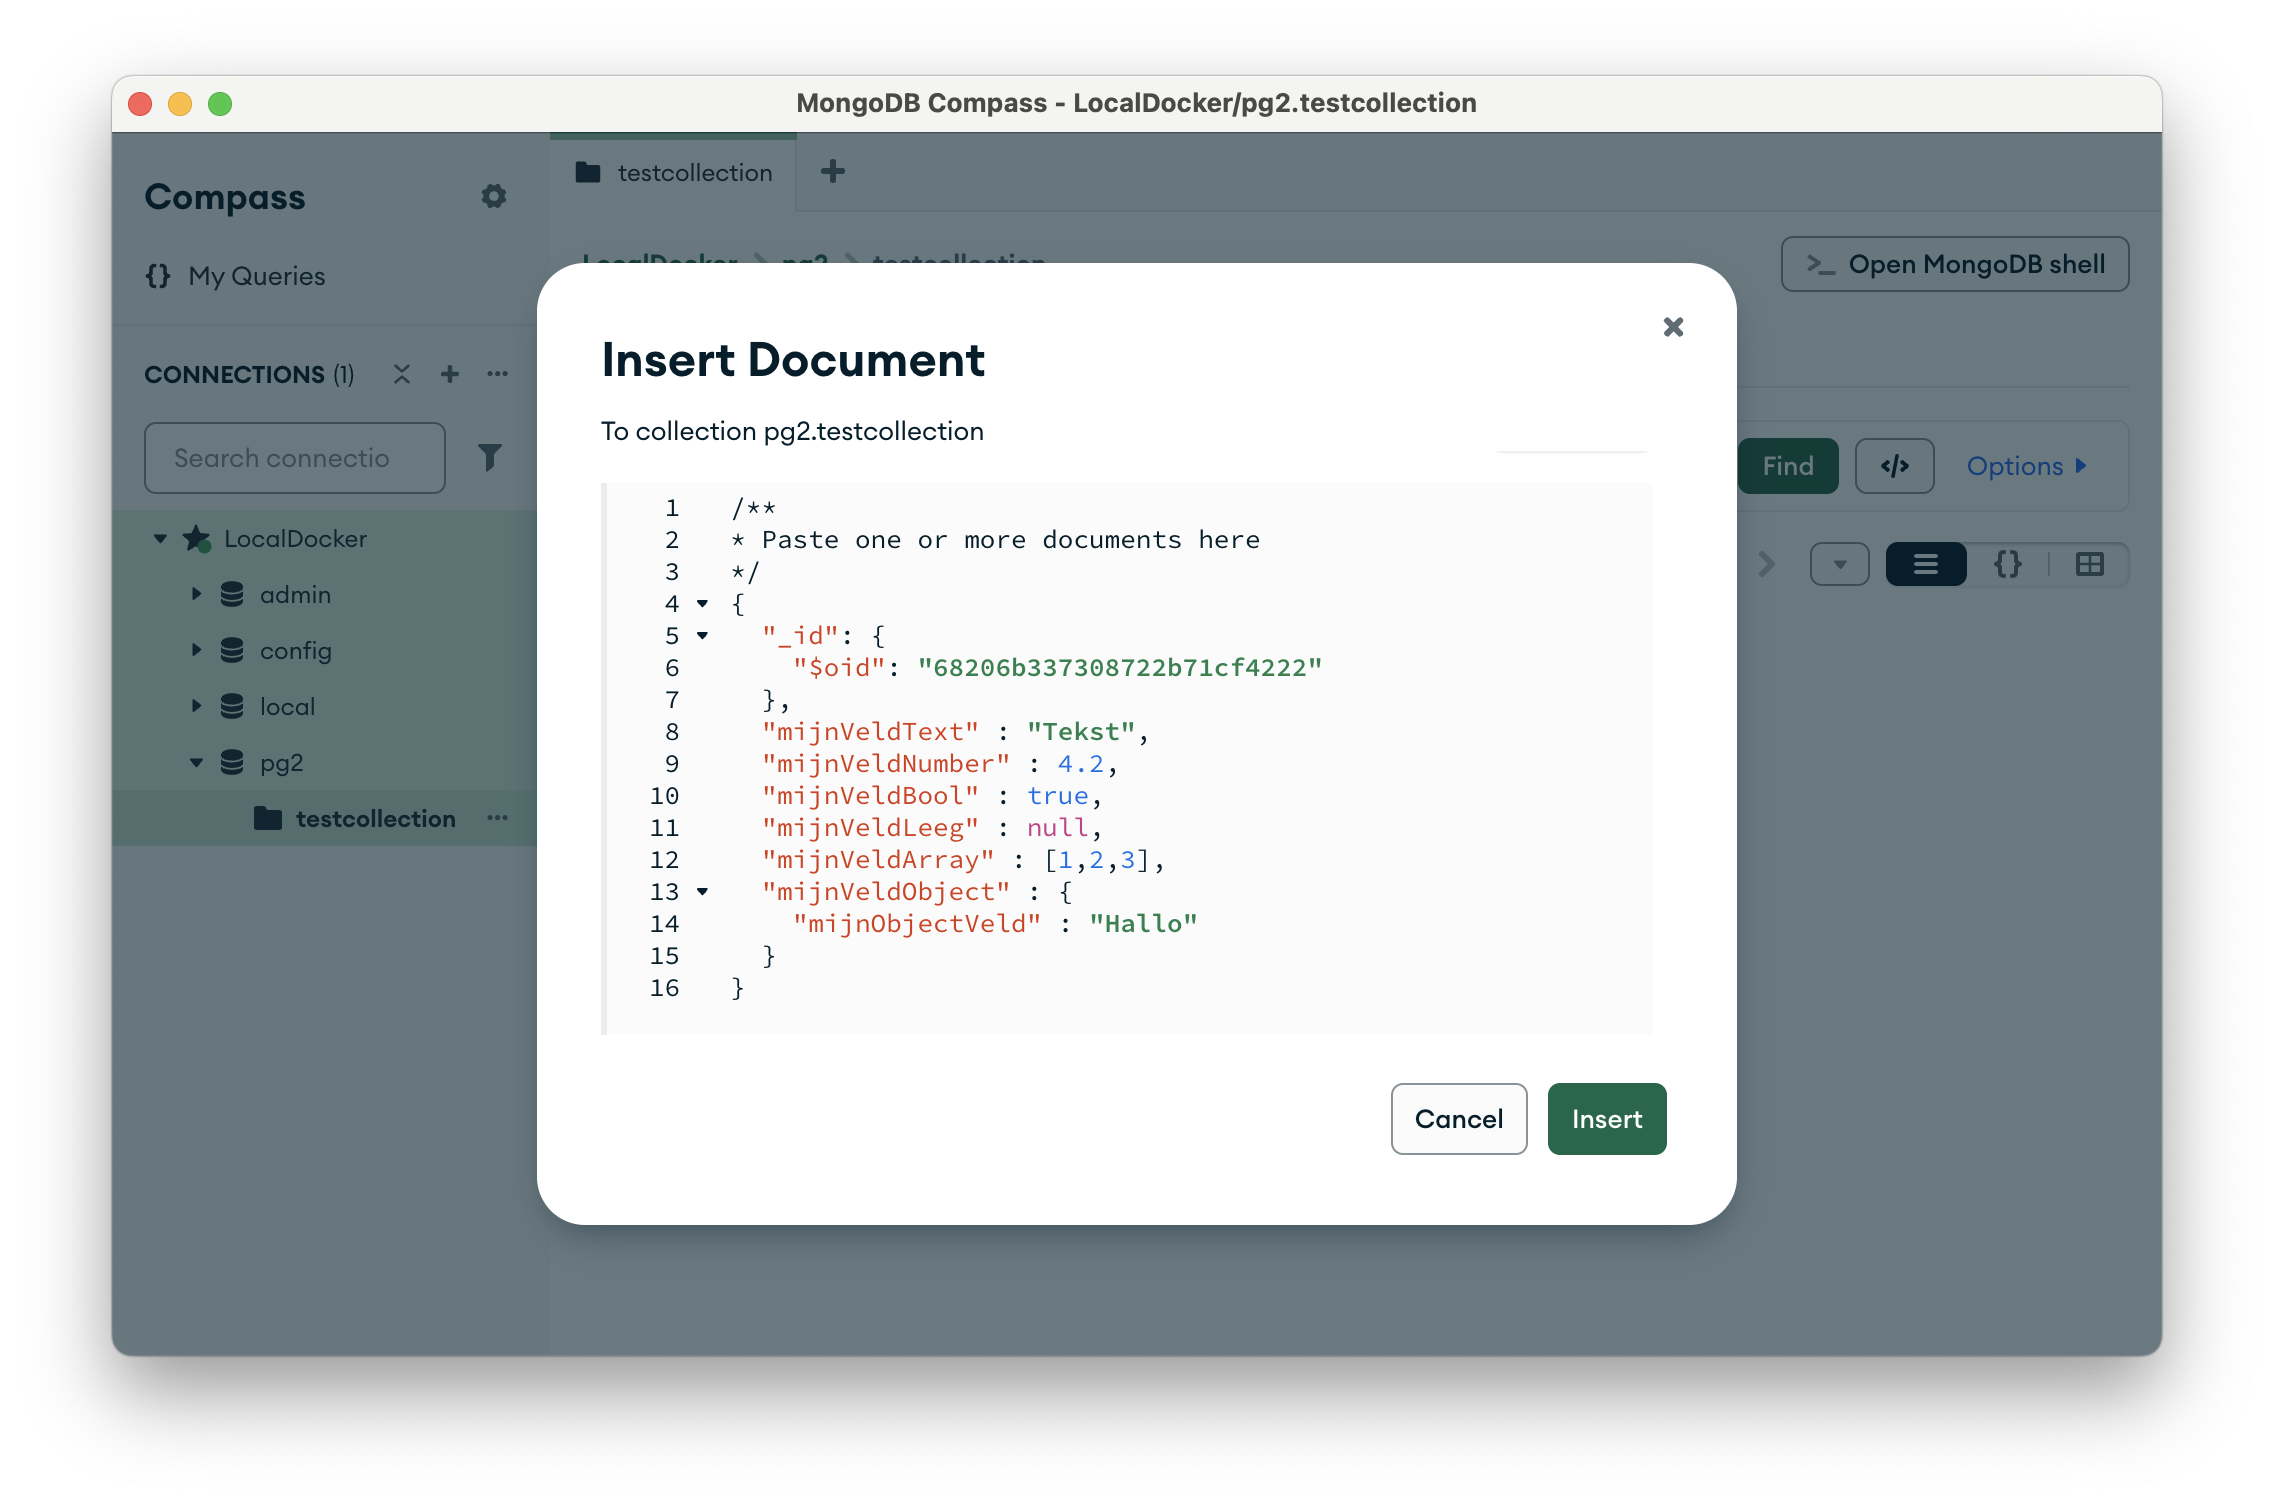 MongoDB Compass - LocalDocker/pg2.testcollection
Compass
My Queries
CONNECTIONS (1)
Search connectio
LocalDocker
admin
config
local
pg2
testcollection
testcollection
LocalDocker > pg2 > testcollection
>_ Open MongoDB shell
Find
</>
Options
{}
Insert Document
To collection pg2.testcollection
1 /**
2 * Paste one or more documents here
3 */
4 {
5 "_id": {
6 "$oid": "68206b337308722b71cf4222"
7 },
8 "mijnVeldText" : "Tekst",
9 "mijnVeldNumber" : 4.2,
10 "mijnVeldBool" : true,
11 "mijnVeldLeeg" : null,
12 "mijnVeldArray" : [1,2,3],
13 "mijnVeldObject" : {
14 "mijnObjectVeld" : "Hallo"
15 }
16 }
Cancel
Insert